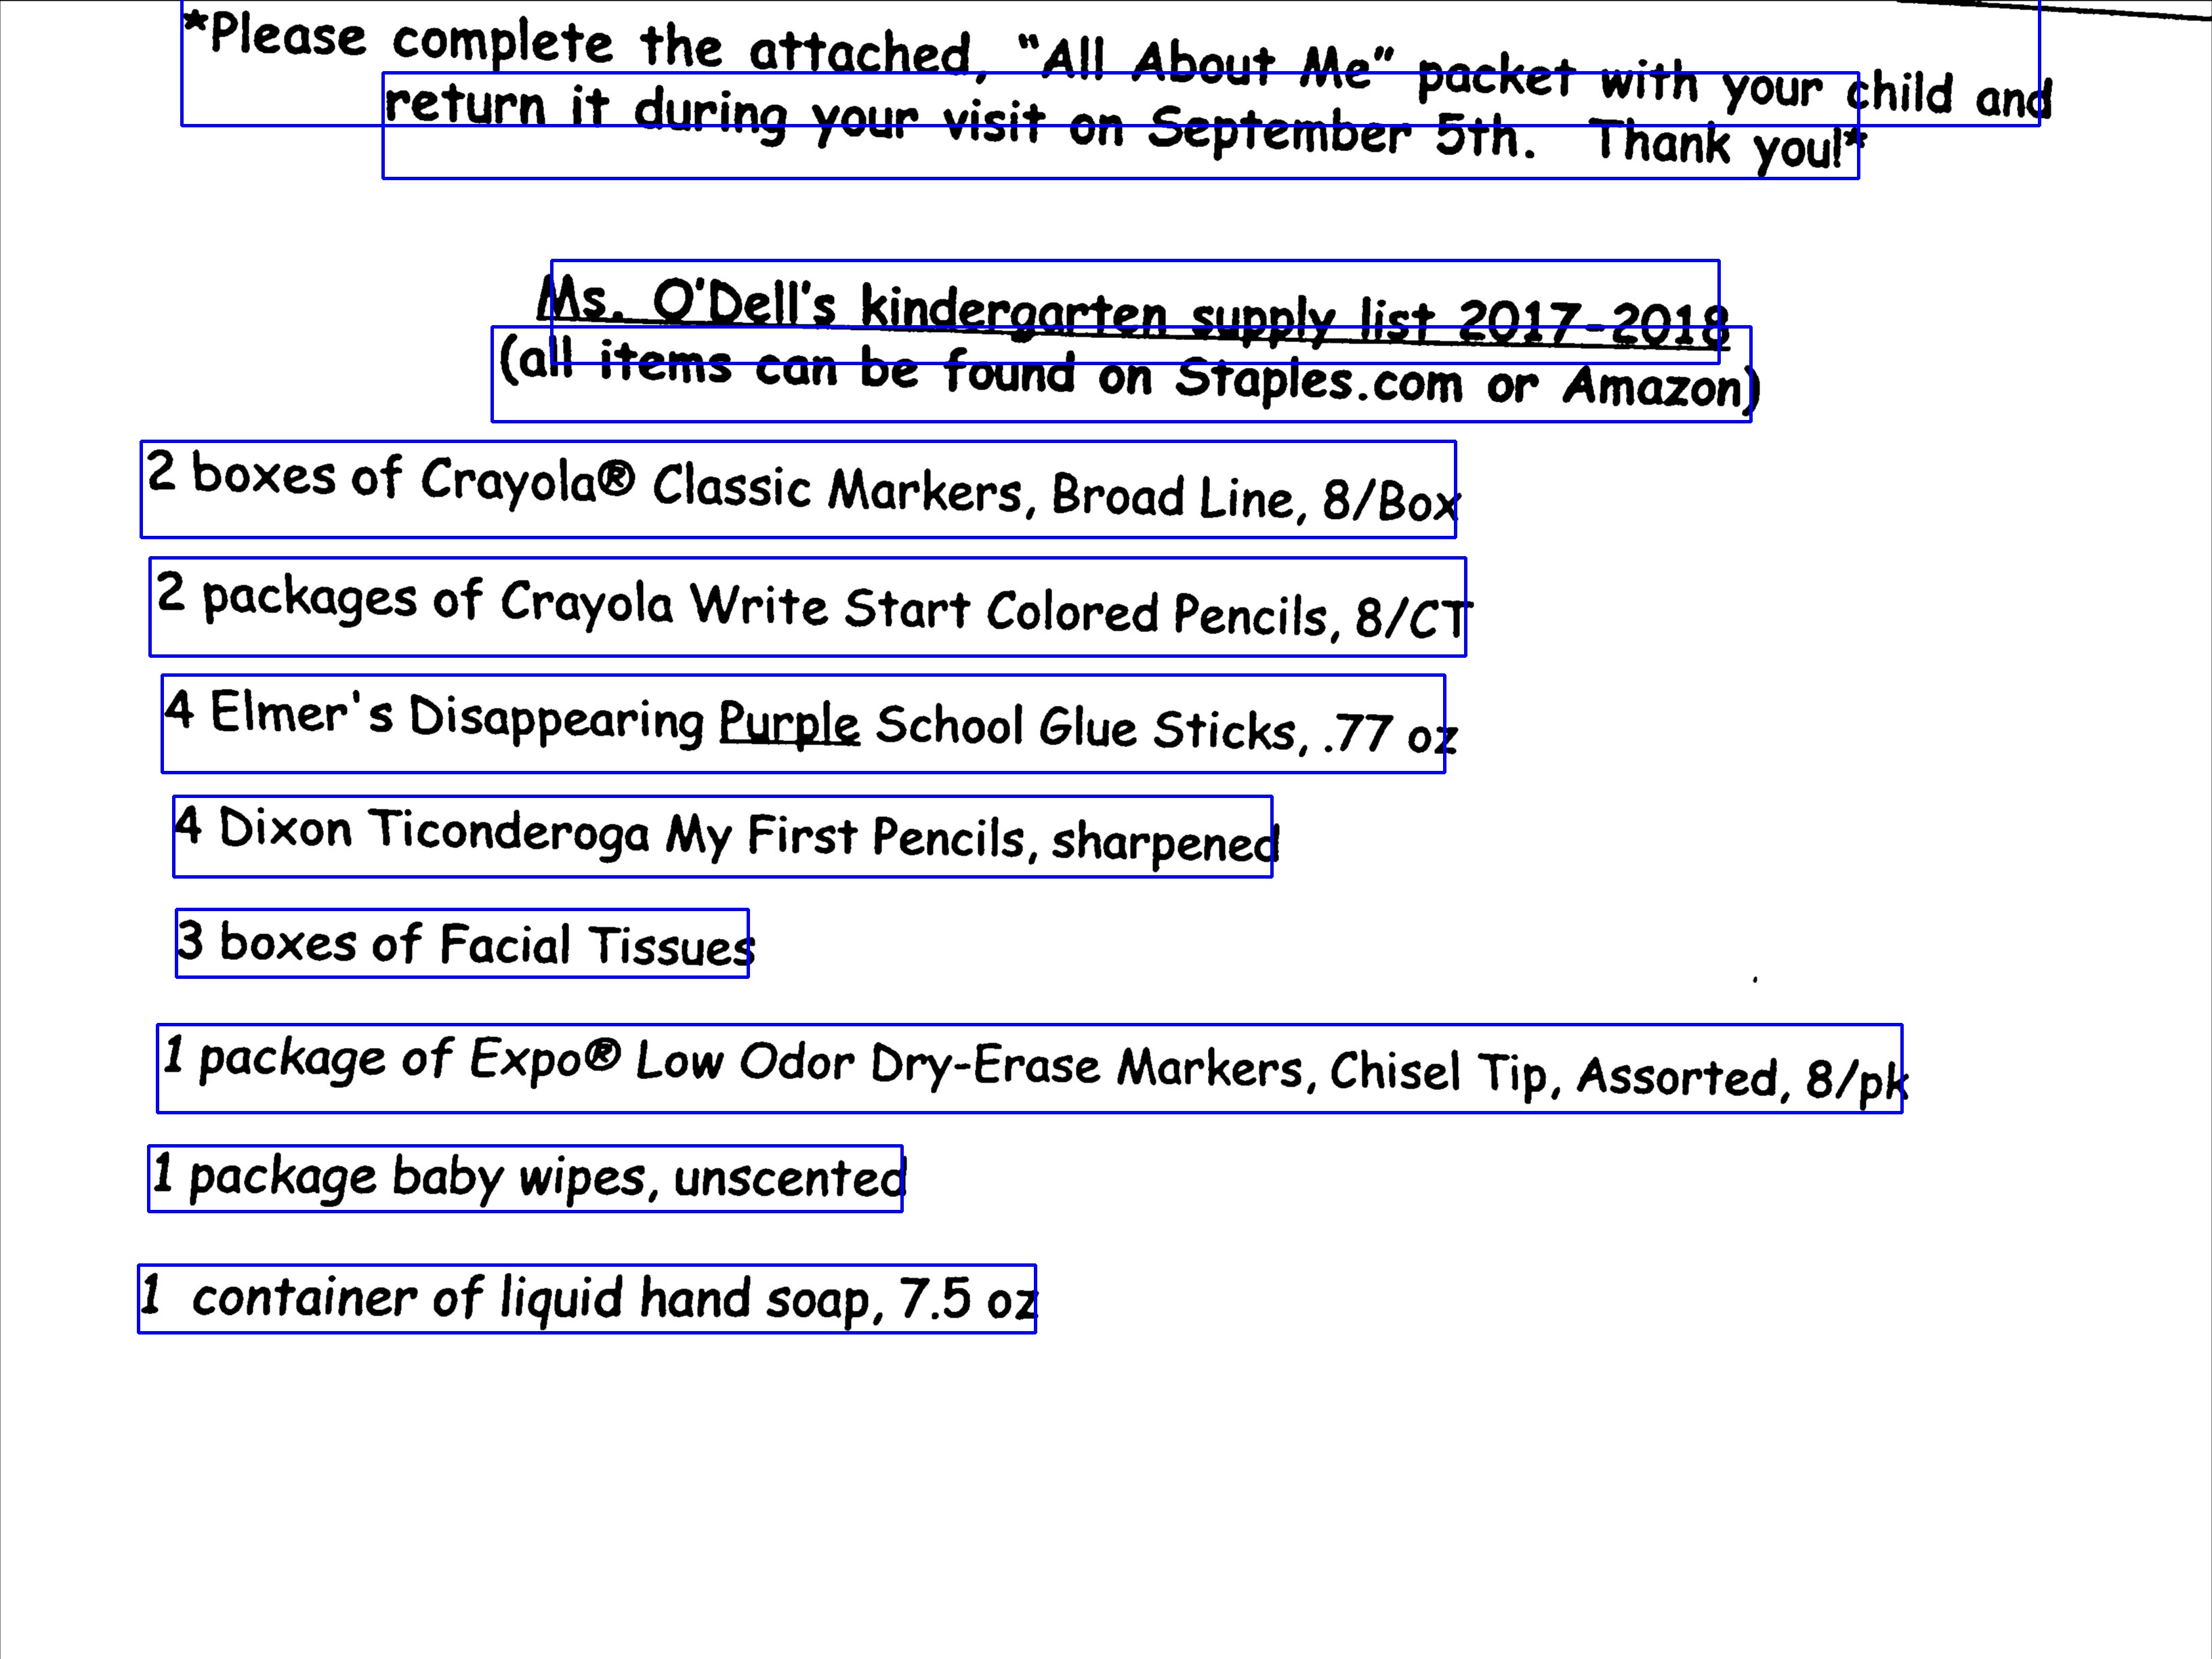 *Please complete the attached, “All About Me” packet with your child and
return it during your visit on September 5th.  Thank you!*
Ms. O’Dell’s kindergarten supply list 2017-2018
(all items can be found on Staples.com or Amazon)
2 boxes of Crayola® Classic Markers, Broad Line, 8/Box
2 packages of Crayola Write Start Colored Pencils, 8/CT
4 Elmer's Disappearing Purple School Glue Sticks, .77 oz
4 Dixon Ticonderoga My First Pencils, sharpened
3 boxes of Facial Tissues
1 package of Expo® Low Odor Dry-Erase Markers, Chisel Tip, Assorted, 8/pk
1 package baby wipes, unscented
1 container of liquid hand soap, 7.5 oz